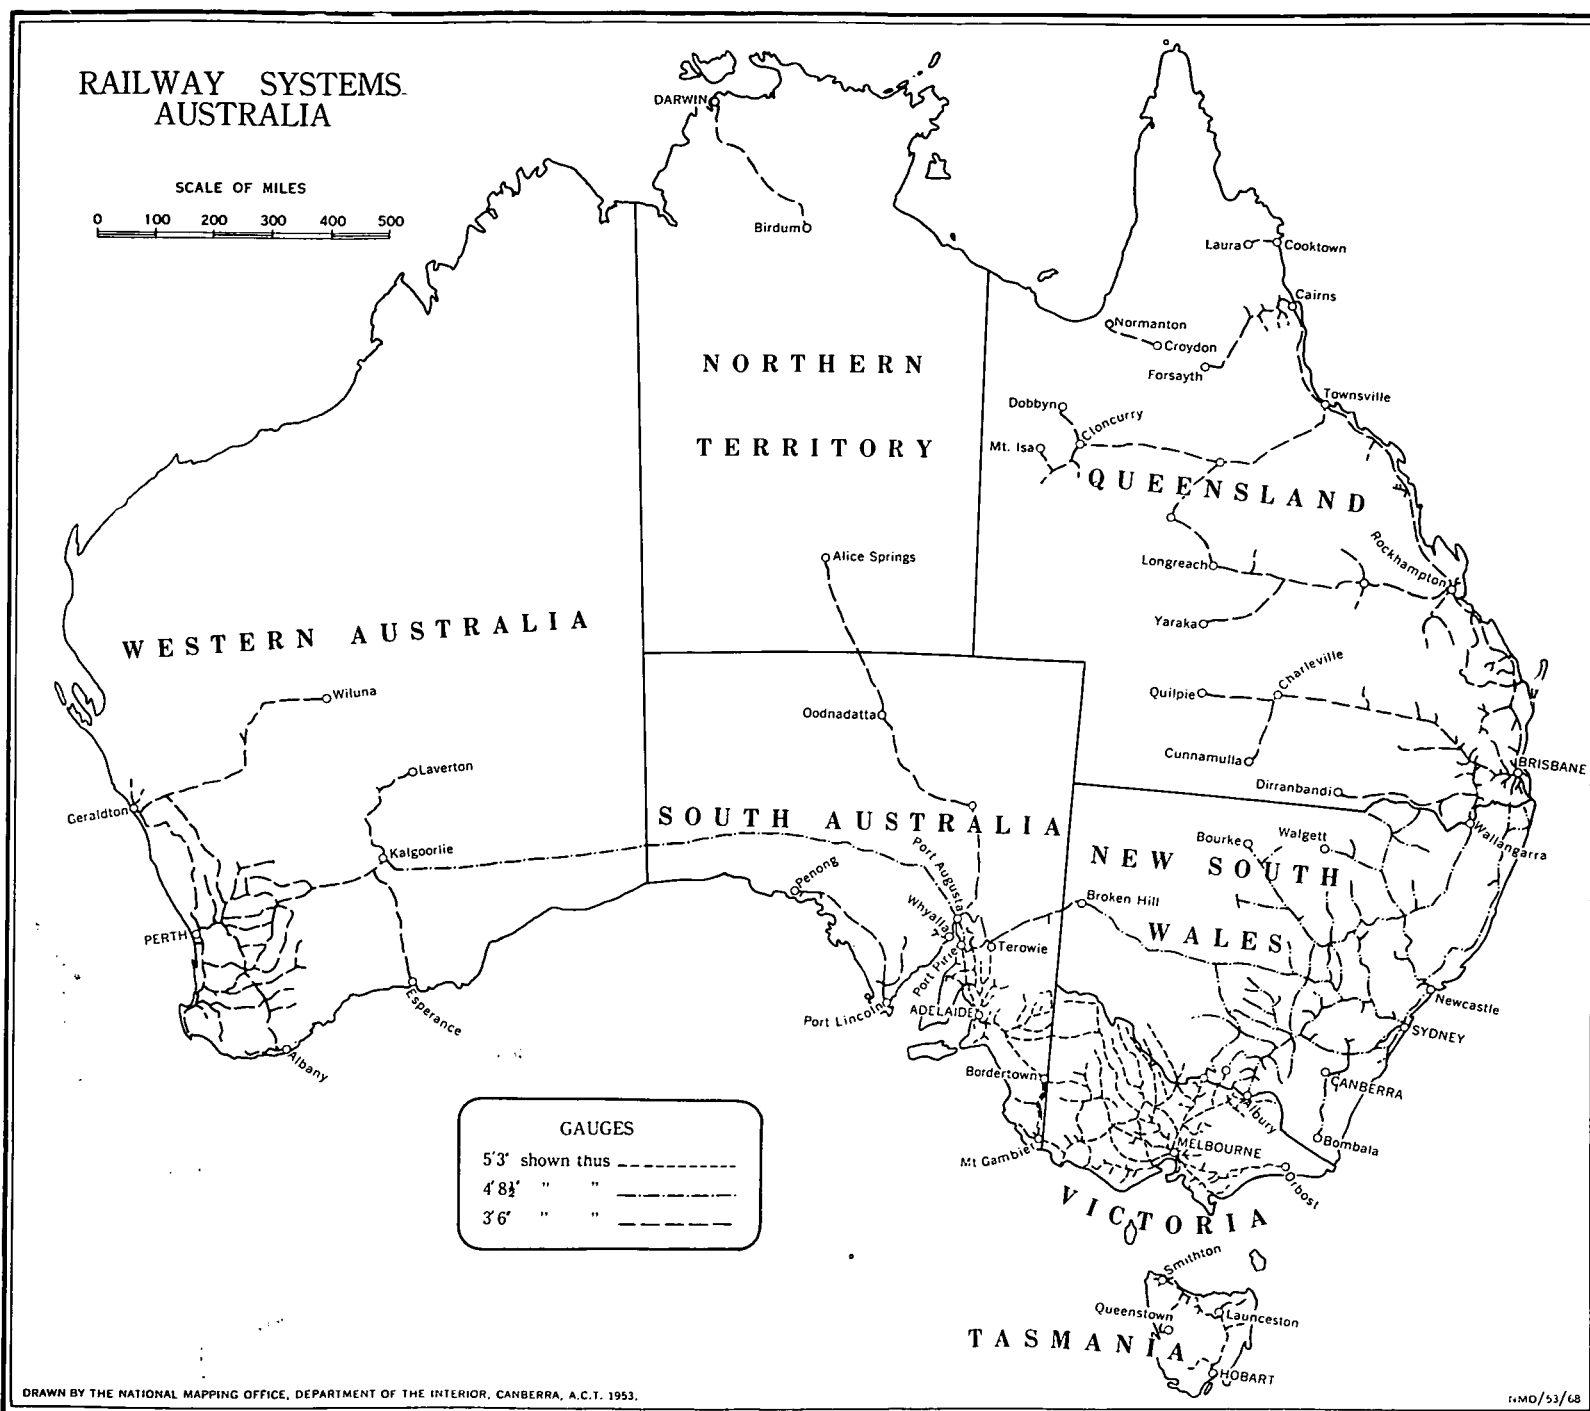 RAILWAY SYSTEMS
AUSTRALIA
SCALE OF MILES
0 100 200 300 400 500
DARWIN
Birdum
Laura
Cooktown
Cairns
Normanton
Croydon
Forsayth
NORTHERN
TERRITORY
Townsville
Dobbyn
Cloncurry
Mt. Isa
QUEENSLAND
Alice Springs
Longreach
Rockhampton
Yaraka
WESTERN AUSTRALIA
Wiluna
Charleville
Quilpie
Oodnadatta
Cunnamulla
BRISBANE
Laverton
Dirranbandi
Geraldton
SOUTH AUSTRALIA
Wallangarra
Bourke
Walgett
Kalgoorlie
NEW SOUTH
WALES
Penong
Port Augusta
Whyalla
Broken Hill
PERTH
Port Pirie
Terowie
Esperance
Port Lincoln
ADELAIDE
Newcastle
SYDNEY
Albany
Bordertown
CANBERRA
Albury
Mt Gambier
MELBOURNE
Bombala
Orbost
VICTORIA
GAUGES
5'3" shown thus
4'8½" " "
3'6" " "
Smithton
Queenstown
Launceston
TASMANIA
HOBART
DRAWN BY THE NATIONAL MAPPING OFFICE, DEPARTMENT OF THE INTERIOR, CANBERRA, A.C.T. 1953.
NMO/53/68